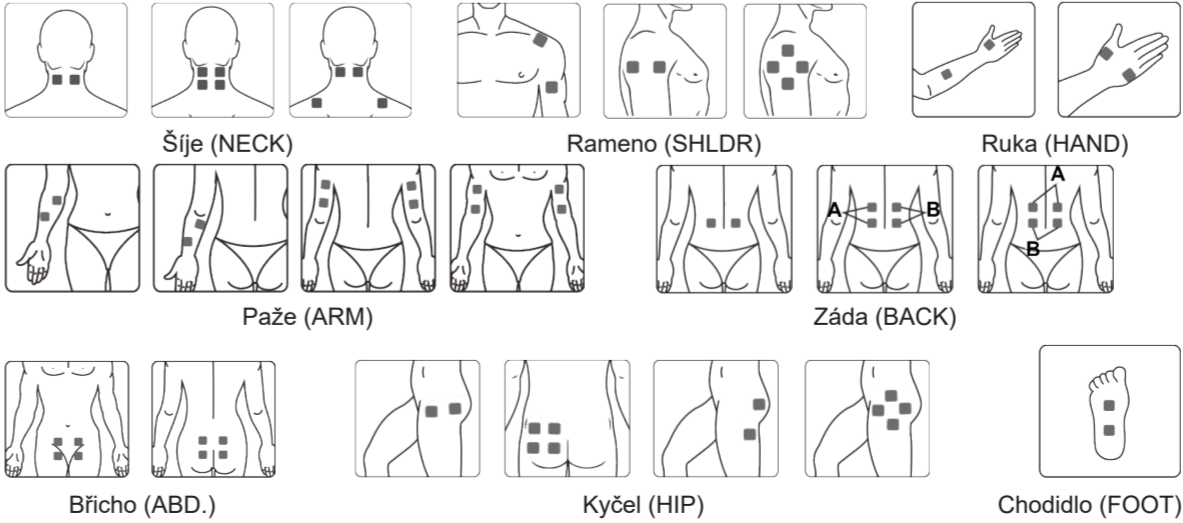 Šíje (NECK)
Rameno (SHLDR)
Ruka (HAND)
A
A
B
B
Paže (ARM)
Záda (BACK)
Břicho (ABD.)
Kyčel (HIP)
Chodidlo (FOOT)